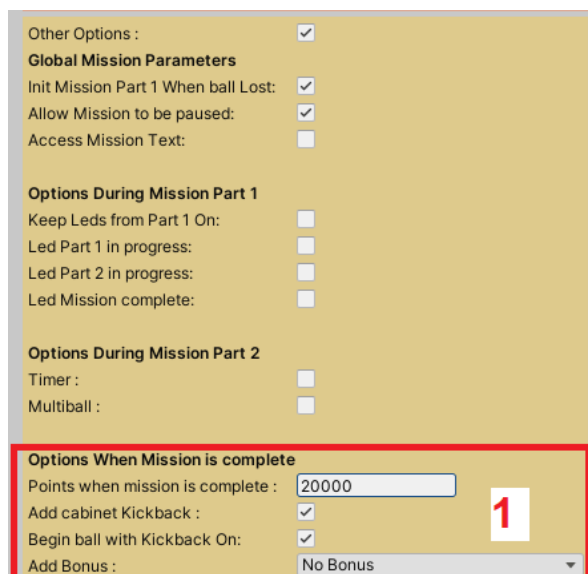 Other Options :
Global Mission Parameters
Init Mission Part 1 When ball Lost:
Allow Mission to be paused:
Access Mission Text:
Options During Mission Part 1
Keep Leds from Part 1 On:
Led Part 1 in progress:
Led Part 2 in progress:
Led Mission complete:
Options During Mission Part 2
Timer :
Multiball :
Options When Mission is complete
Points when mission is complete : 20000
Add cabinet Kickback :
1
Begin ball with Kickback On:
Add Bonus : No Bonus